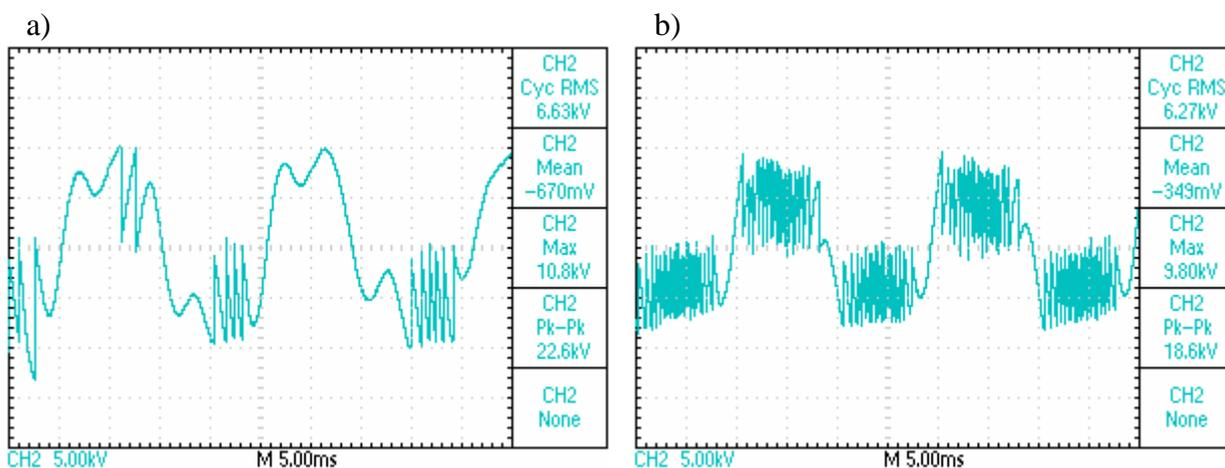 a)
CH2
Cyc RMS
6.63kV
CH2
Mean
-670mV
CH2
Max
10.8kV
CH2
Pk-Pk
22.6kV
CH2
None
CH2 5.00kV M 5.00ms
b)
CH2
Cyc RMS
6.27kV
CH2
Mean
-349mV
CH2
Max
9.80kV
CH2
Pk-Pk
18.6kV
CH2
None
CH2 5.00kV M 5.00ms